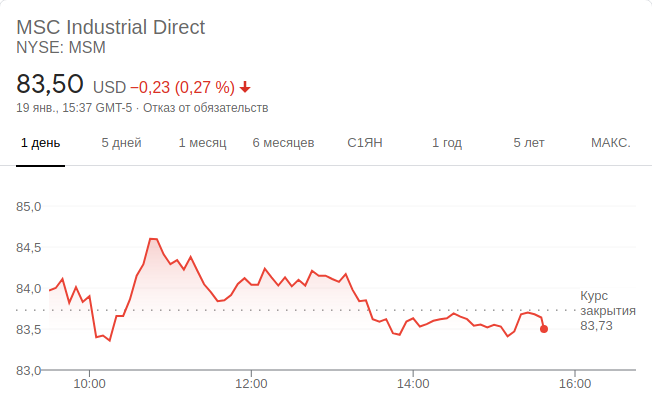 MSC Industrial Direct
NYSE: MSM
83,50 USD −0,23 (0,27 %)
19 янв., 15:37 GMT-5 · Отказ от обязательств
1 день 5 дней 1 месяц 6 месяцев С1ЯН 1 год 5 лет МАКС.
85,0
84,5
84,0
83,5
83,0
Курс
закрытия
83,73
10:00 12:00 14:00 16:00